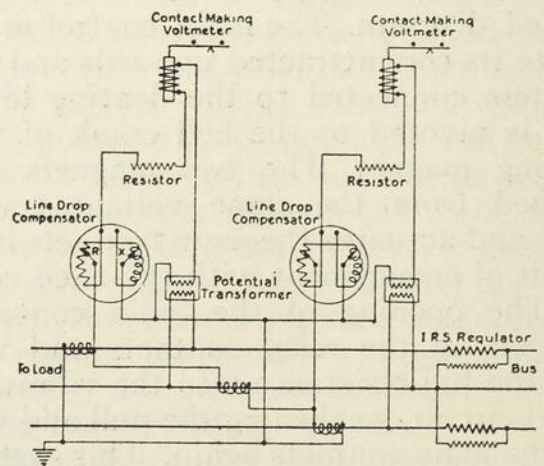 Contact Making
Voltmeter
Contact Making
Voltmeter
Resistor
Resistor
Line Drop
Compensator
Line Drop
Compensator
R
X
Potential
Transformer
I.R.S. Regulator
To Load
Bus